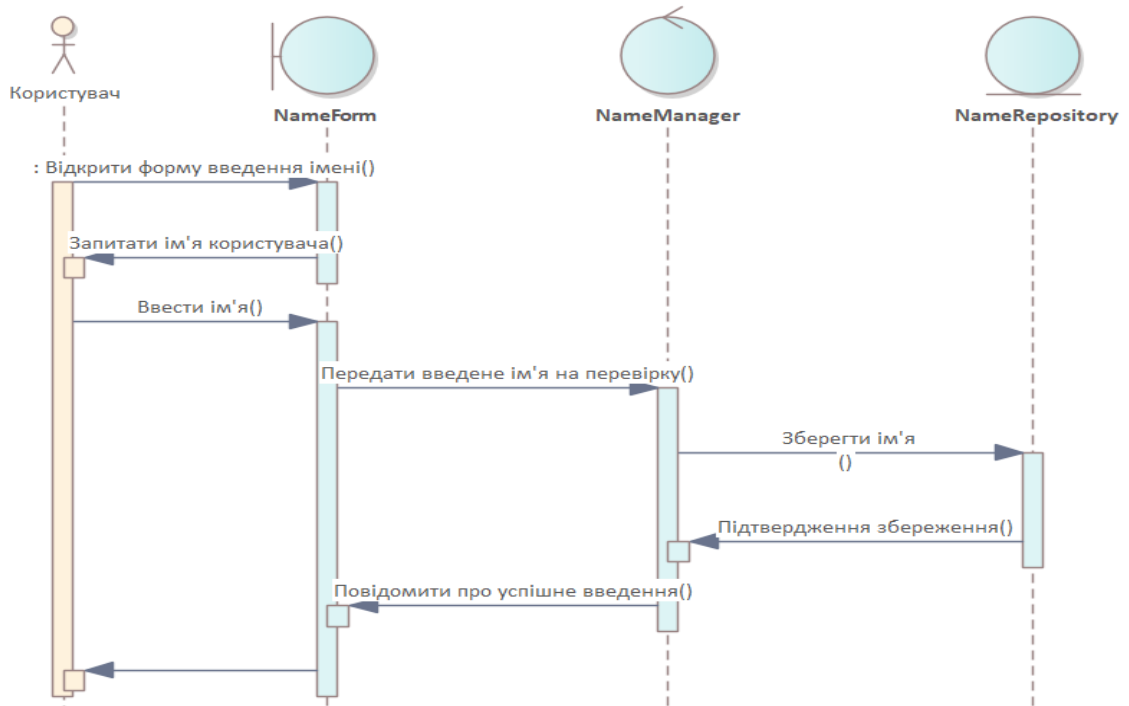 Користувач
NameForm
NameManager
NameRepository
: Відкрити форму введення імені()
Запитати ім'я користувача()
Ввести ім'я()
Передати введене ім'я на перевірку()
Зберегти ім'я
()
Підтвердження збереження()
Повідомити про успішне введення()